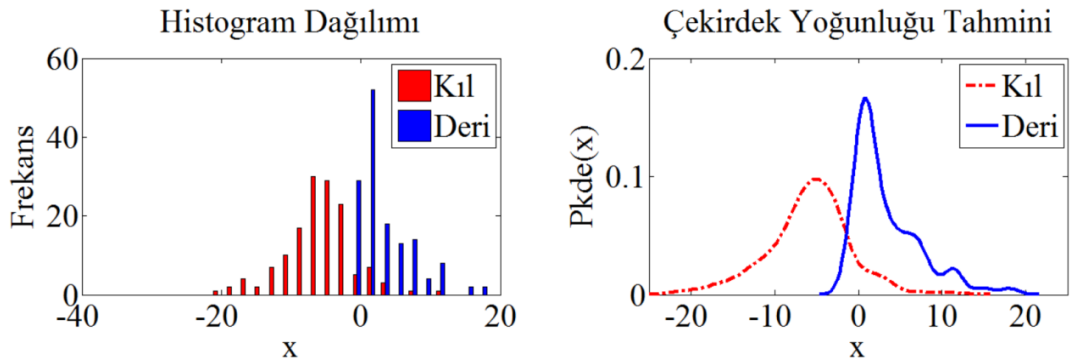 Histogram Dağılımı
60
40
20
0
-40
-20
0
20
Frekans
x
Kıl
Deri
Çekirdek Yoğunluğu Tahmini
0.2
0.1
0
-20
-10
0
10
20
Pkde(x)
x
Kıl
Deri